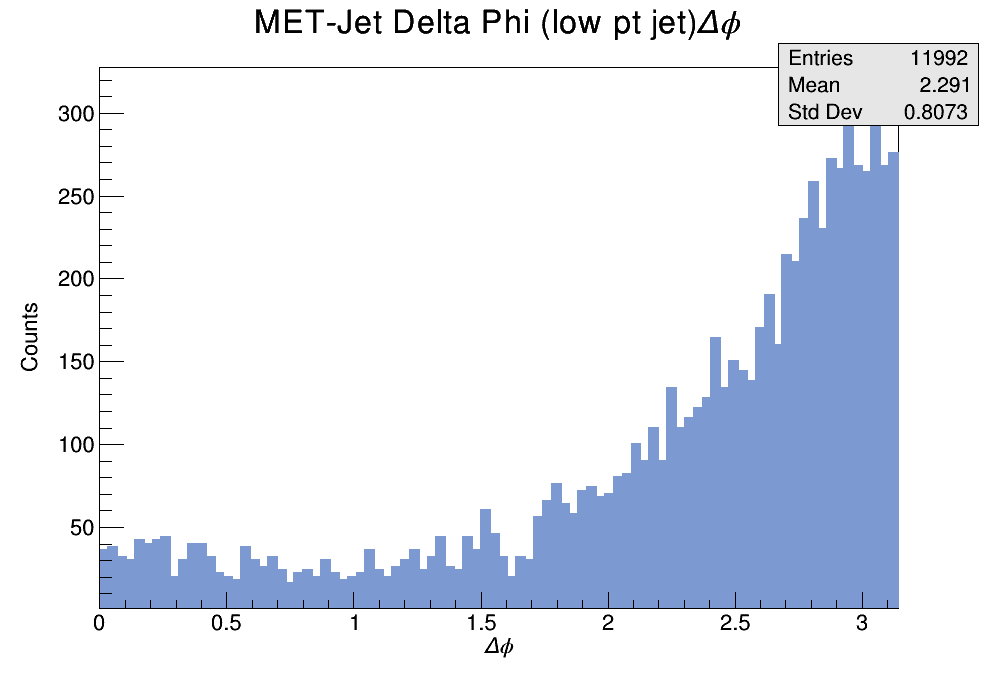 MET-Jet Delta Phi (low pt jet)Δϕ
Entries 11992
Mean 2.291
Std Dev 0.8073
300
250
200
150
100
50
Counts
0 0.5 1 1.5 2 2.5 3
Δϕ